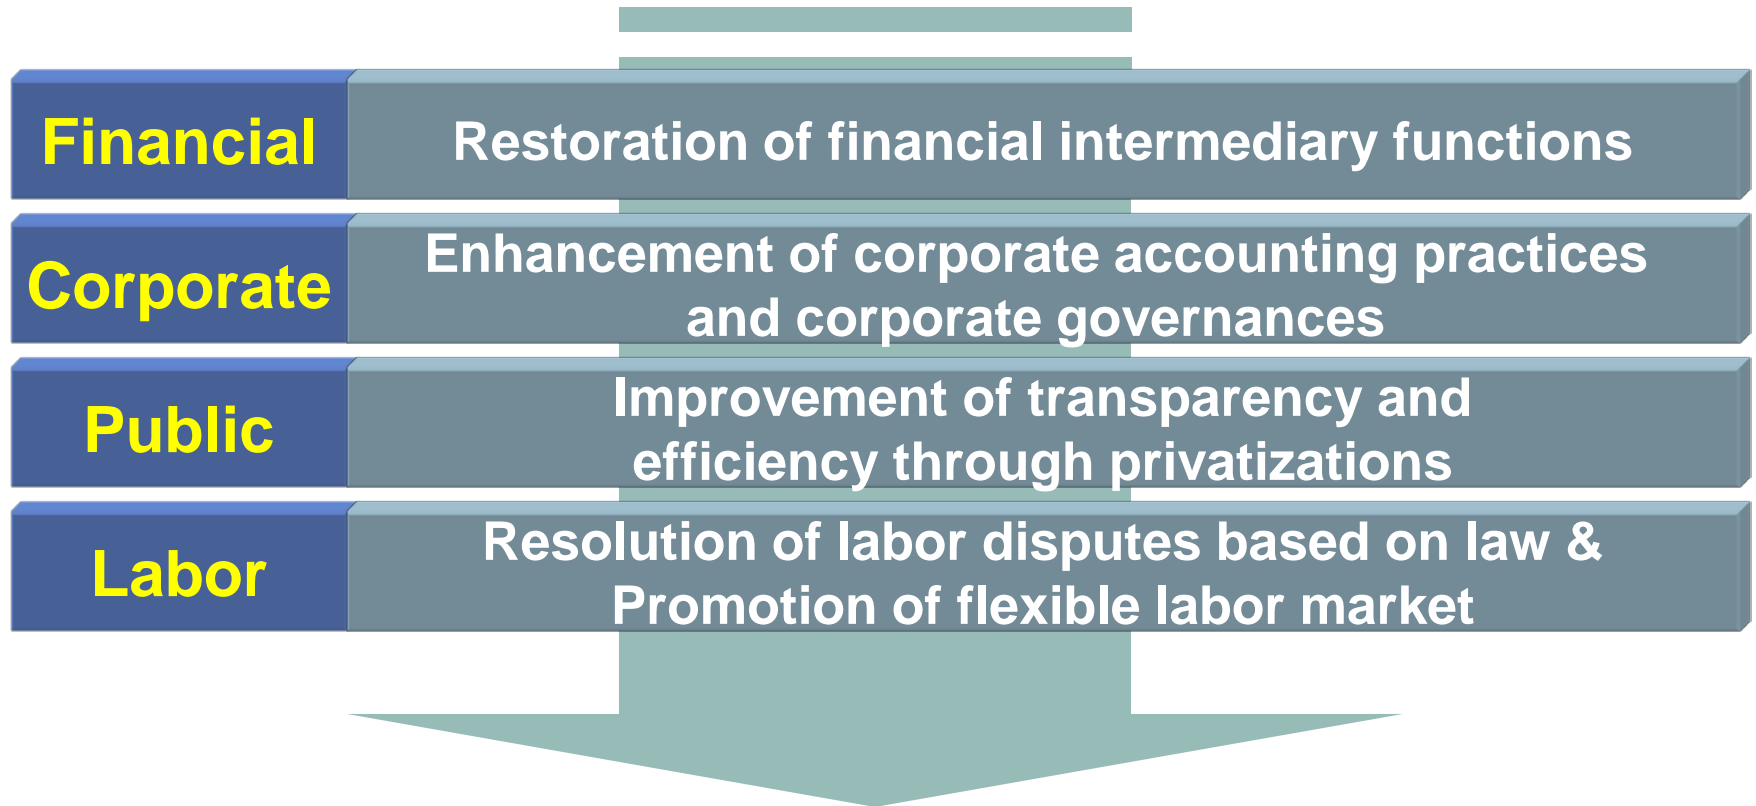 Financial
Restoration of financial intermediary functions
Corporate
Enhancement of corporate accounting practices
and corporate governances
Public
Improvement of transparency and
efficiency through privatizations
Labor
Resolution of labor disputes based on law &
Promotion of flexible labor market